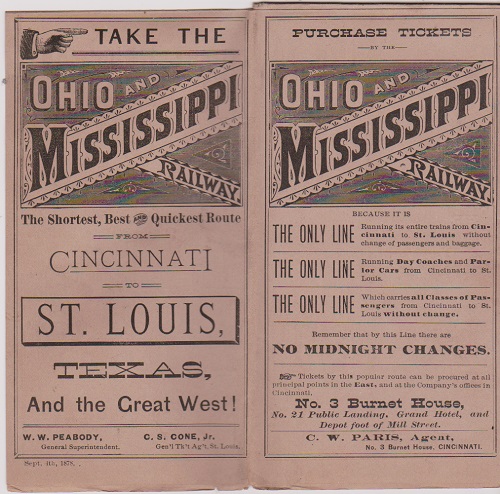 TAKE THE
OHIO AND
MISSISSIPPI
RAILWAY
The Shortest, Best and Quickest Route
FROM
CINCINNATI
TO
ST. LOUIS,
TEXAS,
And the Great West!
W. W. PEABODY,
General Superintendent.
C. S. CONE, Jr.
Gen'l Tk't Ag't, St. Louis.
Sept. 4th, 1878.
PURCHASE TICKETS
BY THE
OHIO AND
MISSISSIPPI
RAILWAY.
BECAUSE IT IS
THE ONLY LINE
Running its entire trains from Cin-
cinnati to St. Louis without
change of passengers and baggage.
THE ONLY LINE
Running Day Coaches and Par-
lor Cars from Cincinnati to St.
Louis.
THE ONLY LINE
Which carries all Classes of Pas-
sengers from Cincinnati to St.
Louis without change.
Remember that by this Line there are
NO MIDNIGHT CHANGES.
Tickets by this popular route can be procured at all
principal points in the East, and at the Company's offices in
Cincinnati.
No. 3 Burnet House,
No. 21 Public Landing, Grand Hotel, and
Depot foot of Mill Street.
C. W. PARIS, Agent,
No. 3 Burnet House, CINCINNATI.